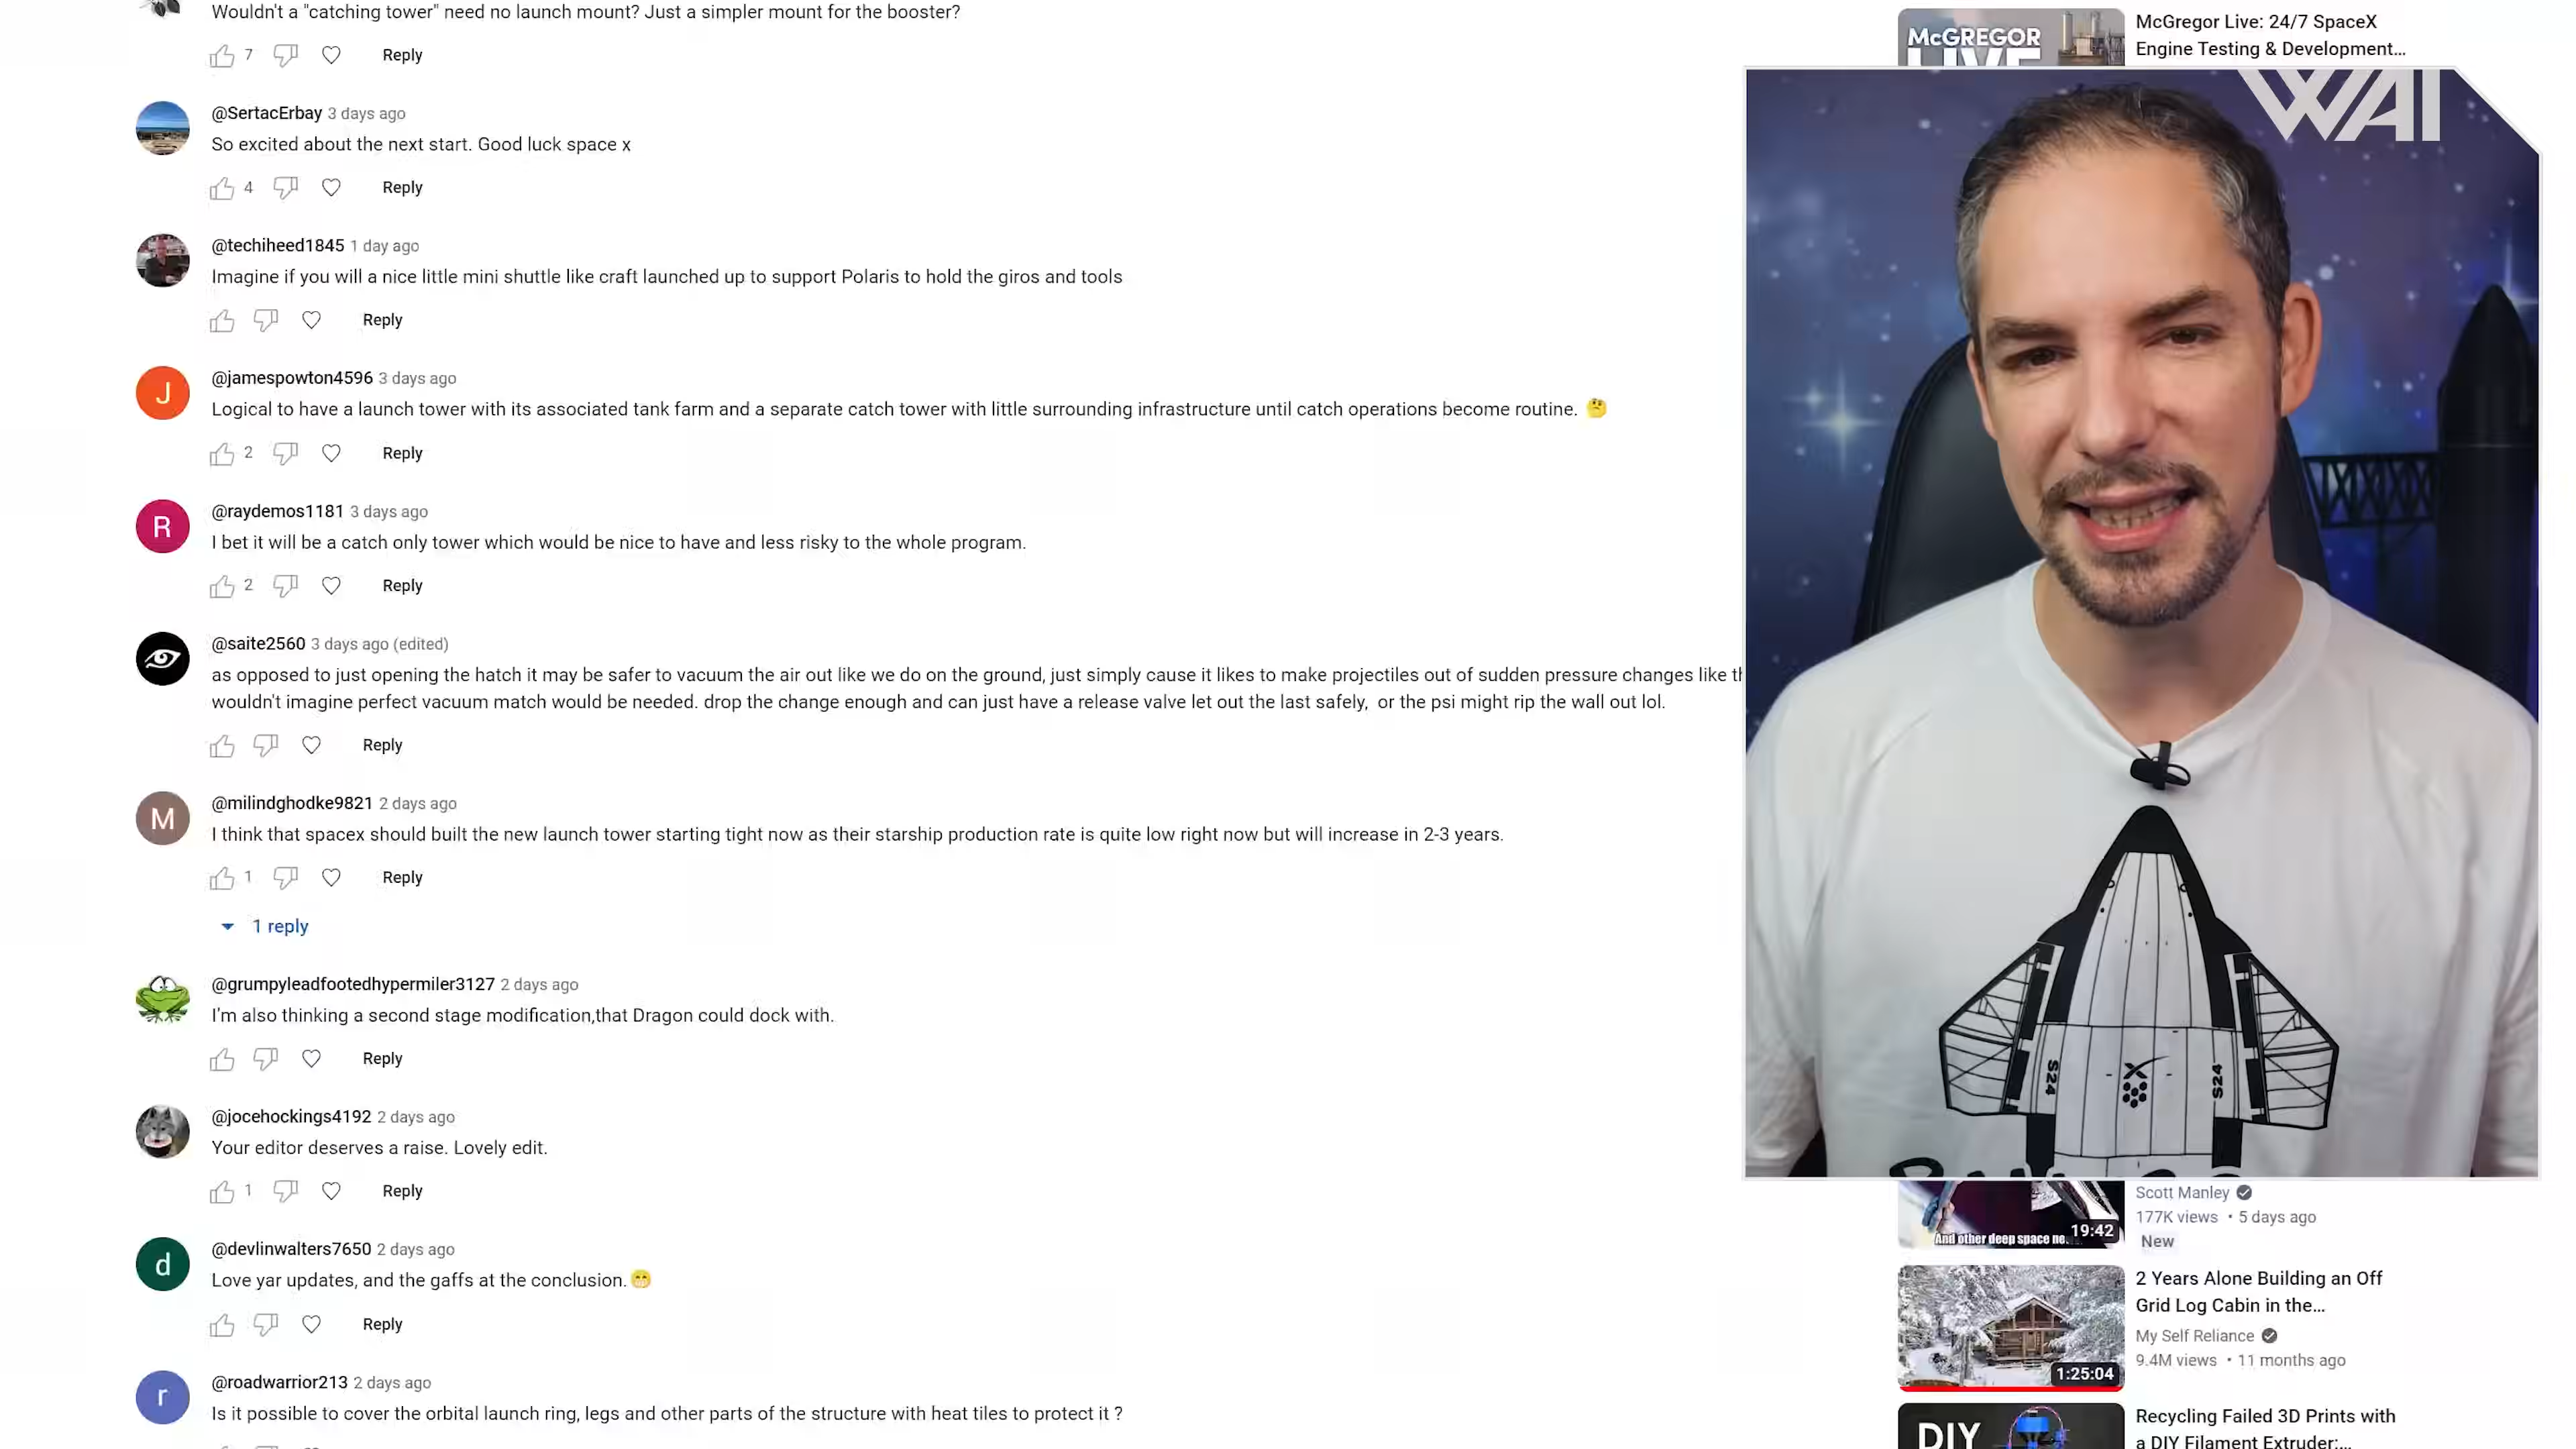 Wouldn't a "catching tower" need no launch mount? Just a simpler mount for the booster?
7 Reply
@SertacErbay 3 days ago
So excited about the next start. Good luck space x
4 Reply
@techiheed1845 1 day ago
Imagine if you will a nice little mini shuttle like craft launched up to support Polaris to hold the giros and tools
Reply
J
@jamespowton4596 3 days ago
Logical to have a launch tower with its associated tank farm and a separate catch tower with little surrounding infrastructure until catch operations become routine. 🤔
2 Reply
R
@raydemos1181 3 days ago
I bet it will be a catch only tower which would be nice to have and less risky to the whole program.
2 Reply
@saite2560 3 days ago (edited)
as opposed to just opening the hatch it may be safer to vacuum the air out like we do on the ground, just simply cause it likes to make projectiles out of sudden pressure changes like
wouldn't imagine perfect vacuum match would be needed. drop the change enough and can just have a release valve let out the last safely, or the psi might rip the wall out lol.
Reply
M
@milindghodke9821 2 days ago
I think that spacex should built the new launch tower starting tight now as their starship production rate is quite low right now but will increase in 2-3 years.
1 Reply
1 reply
@grumpyleadfootedhypermiler3127 2 days ago
I'm also thinking a second stage modification,that Dragon could dock with.
Reply
@jocehockings4192 2 days ago
Your editor deserves a raise. Lovely edit.
1 Reply
d
@devlinwalters7650 2 days ago
Love yar updates, and the gaffs at the conclusion.😁
Reply
r
@roadwarrior213 2 days ago
Is it possible to cover the orbital launch ring, legs and other parts of the structure with heat tiles to protect it ?
McGREGOR
LIVE
McGregor Live: 24/7 SpaceX
Engine Testing & Development...
WAI
S24
X
S24
And other deep space ne...
19:42
Scott Manley
177K views • 5 days ago
New
1:25:04
2 Years Alone Building an Off
Grid Log Cabin in the...
My Self Reliance
9.4M views • 11 months ago
DIY
Recycling Failed 3D Prints with
a DIY Filament Extruder:...